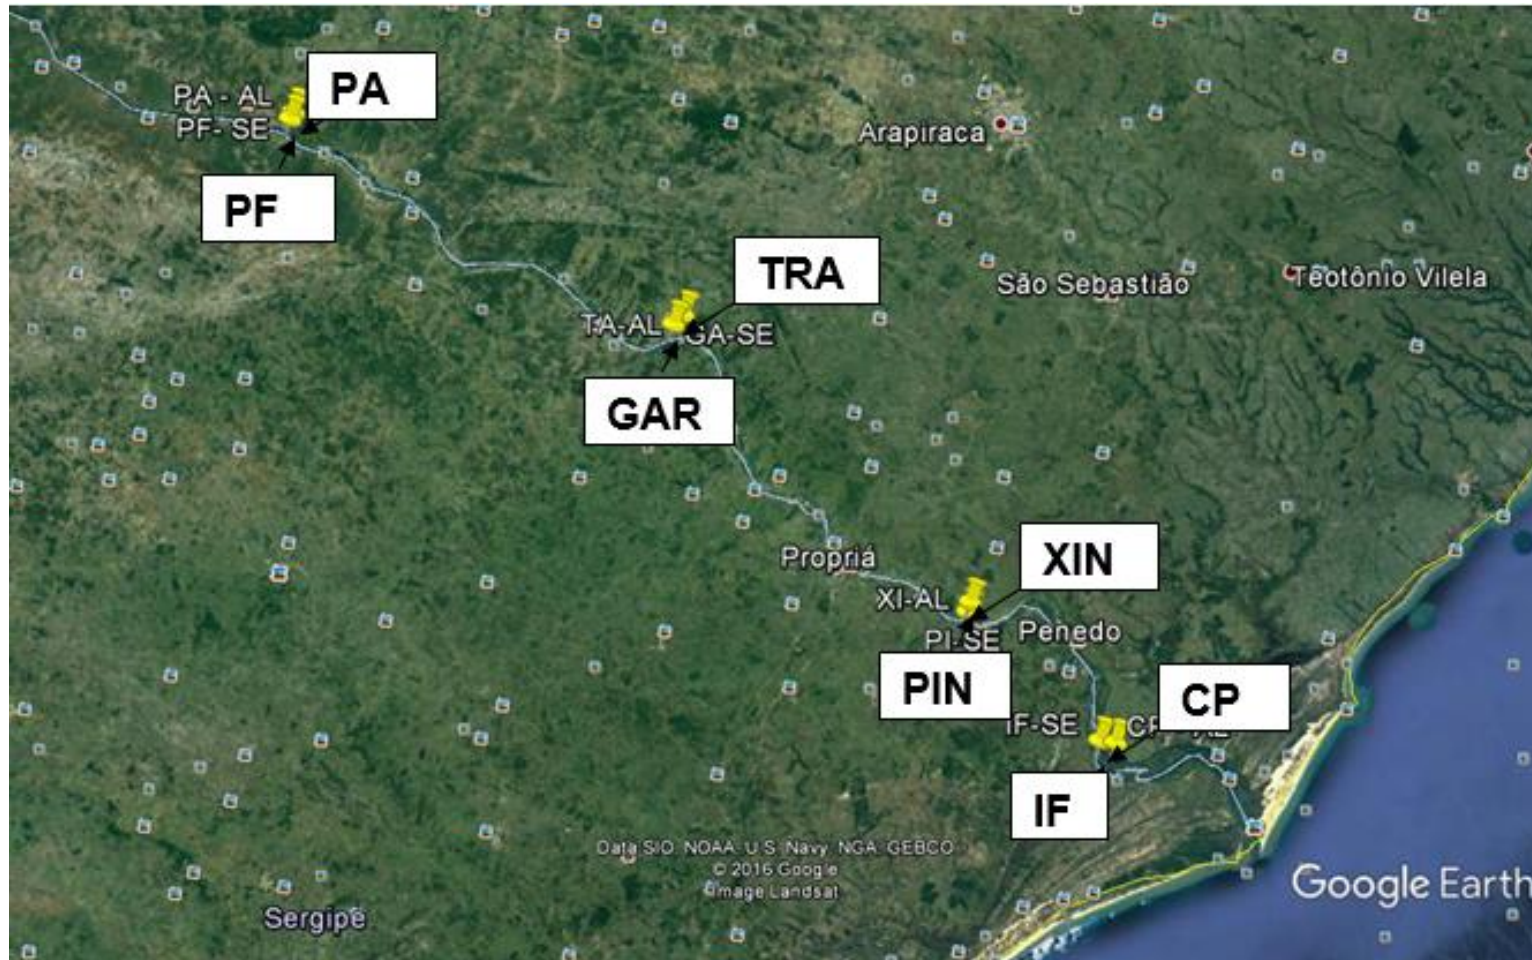 PA - AL
PA
PF- SE
Arapiraca
PF
TRA
São Sebastião
Teotônio Vilela
TA-AL
GA-SE
GAR
XIN
Propriá
XI-AL
Penedo
PI-SE
PIN
CP
IF-SE
IF
Data SIO, NOAA, U.S. Navy, NGA, GEBCO
© 2016 Google
Image Landsat
Google Earth
Sergipe